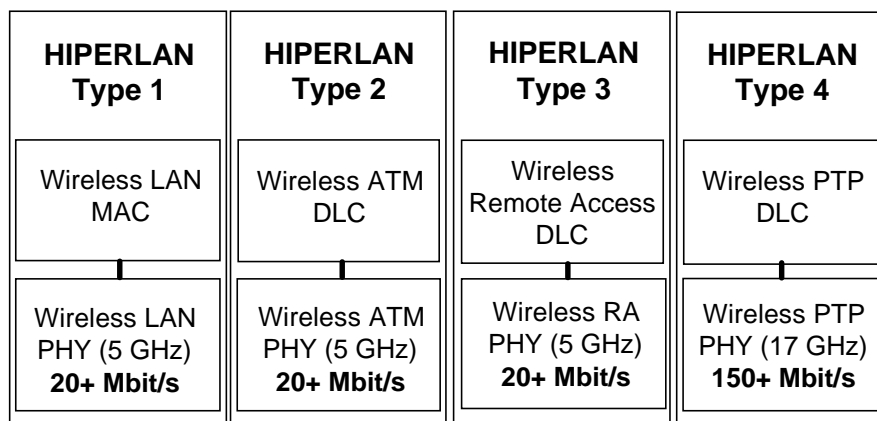 HIPERLAN
Type 1
Wireless LAN
MAC
Wireless LAN
PHY (5 GHz)
20+ Mbit/s
HIPERLAN
Type 2
Wireless ATM
DLC
Wireless ATM
PHY (5 GHz)
20+ Mbit/s
HIPERLAN
Type 3
Wireless
Remote Access
DLC
Wireless RA
PHY (5 GHz)
20+ Mbit/s
HIPERLAN
Type 4
Wireless PTP
DLC
Wireless PTP
PHY (17 GHz)
150+ Mbit/s